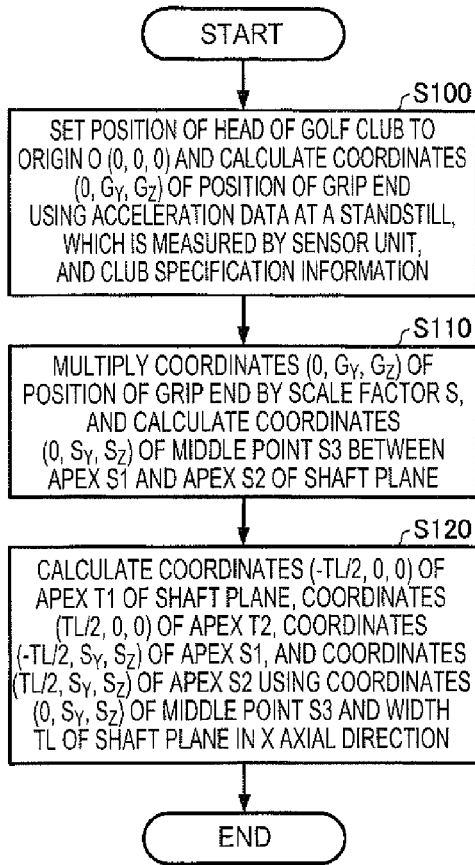 START
S100
SET POSITION OF HEAD OF GOLF CLUB TO
ORIGIN O (0, 0, 0) AND CALCULATE COORDINATES
(0, GY, GZ) OF POSITION OF GRIP END
USING ACCELERATION DATA AT A STANDSTILL,
WHICH IS MEASURED BY SENSOR UNIT,
AND CLUB SPECIFICATION INFORMATION
S110
MULTIPLY COORDINATES (0, GY, GZ) OF
POSITION OF GRIP END BY SCALE FACTOR S,
AND CALCULATE COORDINATES
(0, SY, SZ) OF MIDDLE POINT S3 BETWEEN
APEX S1 AND APEX S2 OF SHAFT PLANE
S120
CALCULATE COORDINATES (-TL/2, 0, 0) OF
APEX T1 OF SHAFT PLANE, COORDINATES
(TL/2, 0, 0) OF APEX T2, COORDINATES
(-TL/2, SY, SZ) OF APEX S1, AND COORDINATES
(TL/2, SY, SZ) OF APEX S2 USING COORDINATES
(0, SY, SZ) OF MIDDLE POINT S3 AND WIDTH
TL OF SHAFT PLANE IN X AXIAL DIRECTION
END